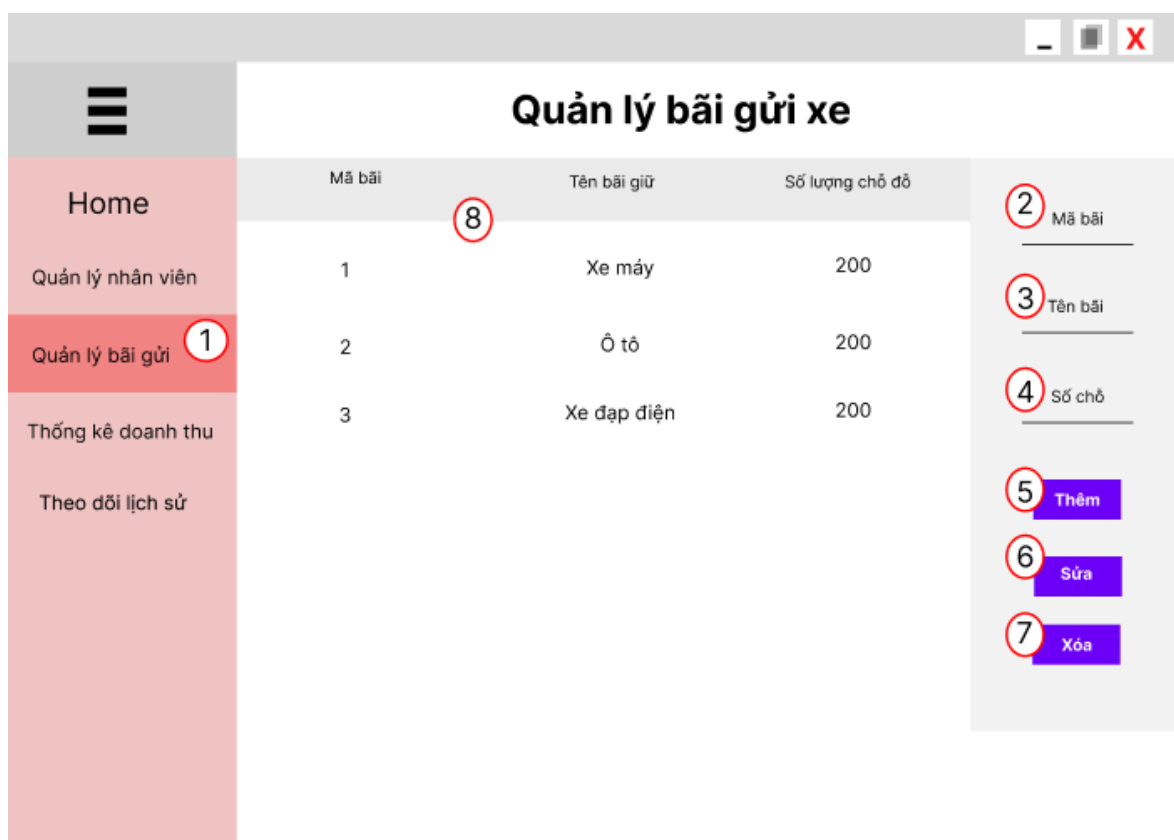 _ X
Quản lý bãi gửi xe
Home
Quản lý nhân viên
Quản lý bãi gửi 1
Thống kê doanh thu
Theo dõi lịch sử
Mã bãi Tên bãi giữ Số lượng chỗ đỗ
8
1 Xe máy 200
2 Ô tô 200
3 Xe đạp điện 200
2 Mã bãi
3 Tên bãi
4 Số chỗ
5 Thêm
6 Sửa
7 Xóa